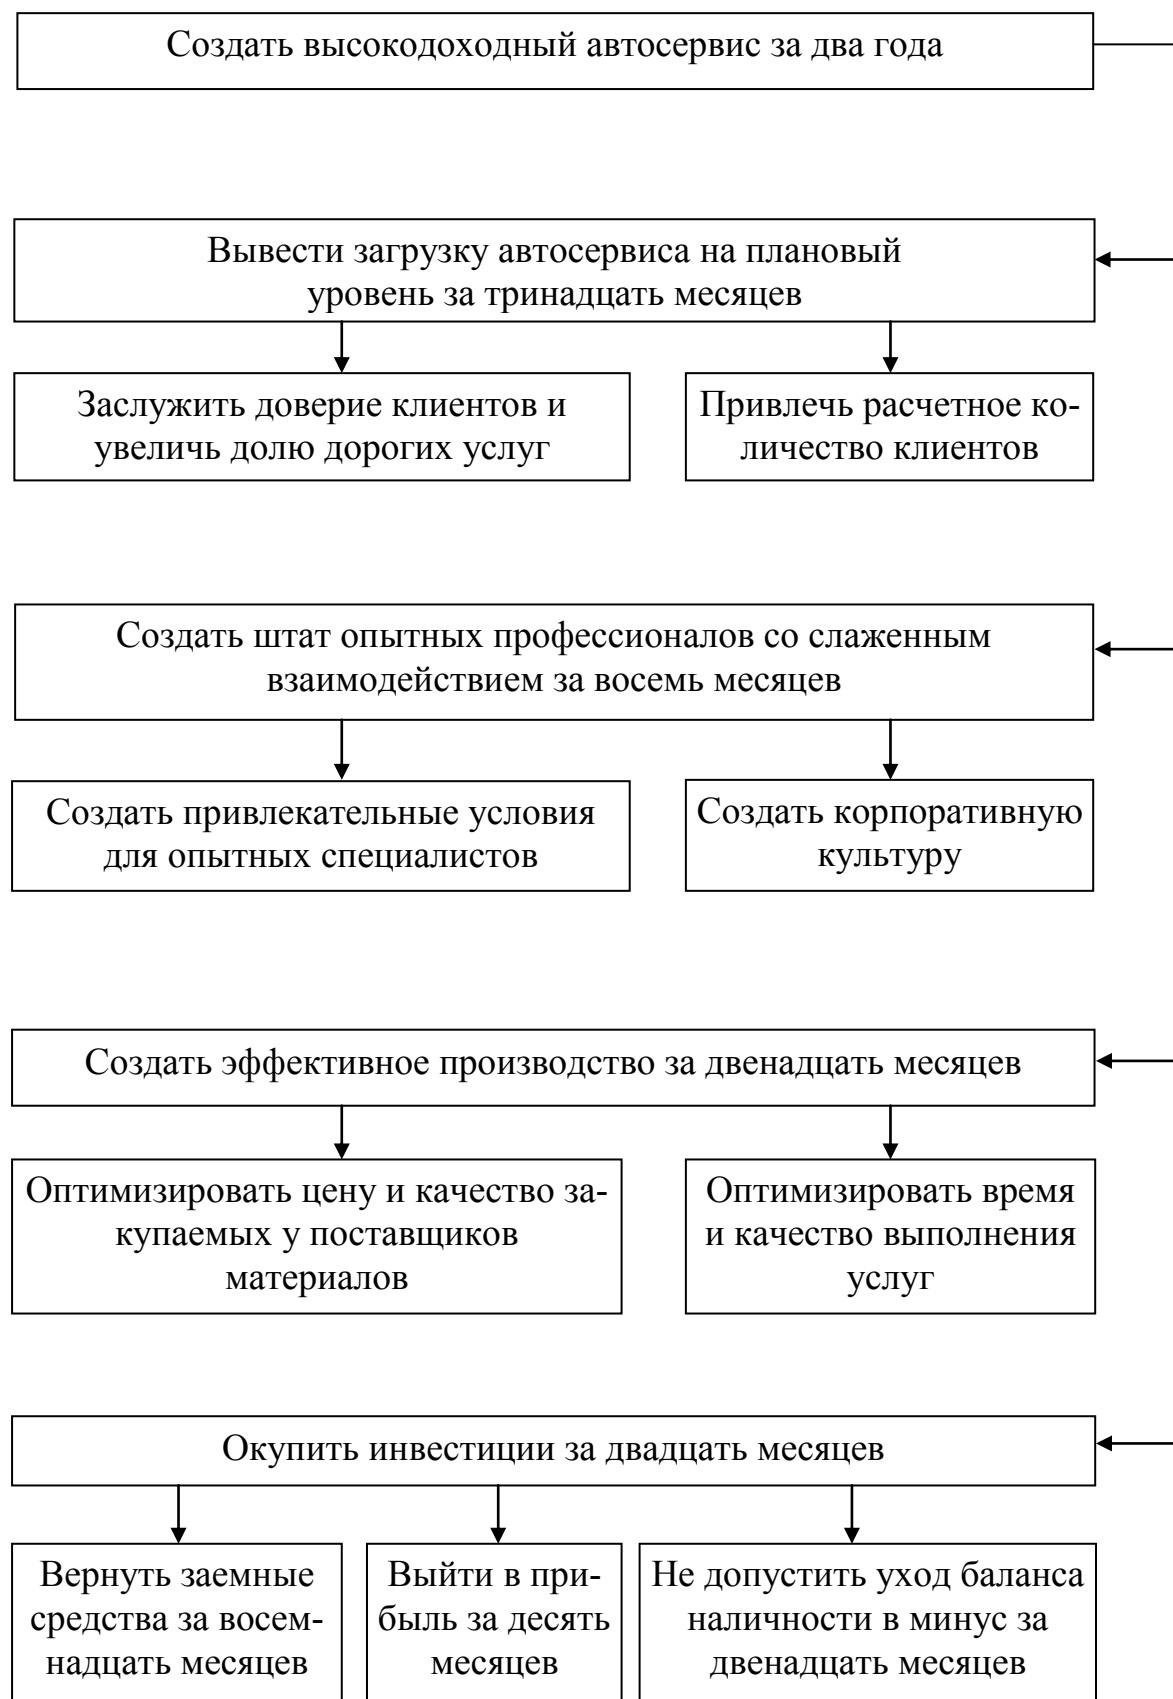 Создать высокодоходный автосервис за два года
Вывести загрузку автосервиса на плановый
уровень за тринадцать месяцев
Заслужить доверие клиентов и
увеличь долю дорогих услуг
Привлечь расчетное ко-
личество клиентов
Создать штат опытных профессионалов со слаженным
взаимодействием за восемь месяцев
Создать привлекательные условия
для опытных специалистов
Создать корпоративную
культуру
Создать эффективное производство за двенадцать месяцев
Оптимизировать цену и качество за-
купаемых у поставщиков
материалов
Оптимизировать время
и качество выполнения
услуг
Окупить инвестиции за двадцать месяцев
Вернуть заемные
средства за восем-
надцать месяцев
Выйти в при-
быль за десять
месяцев
Не допустить уход баланса
наличности в минус за
двенадцать месяцев